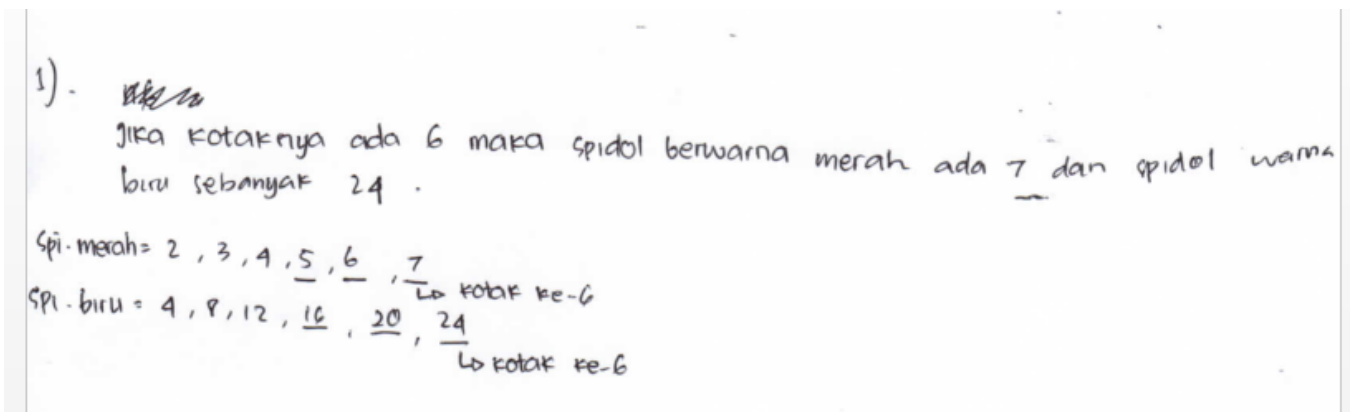 1).
Jika kotaknya ada 6 maka spidol berwarna merah ada 7 dan spidol warna
biru sebanyak 24.
Spi. merah = 2, 3, 4, 5, 6, 7
↳ kotak ke-6
Spi. biru = 4, 8, 12, 16, 20, 24
↳ kotak ke-6